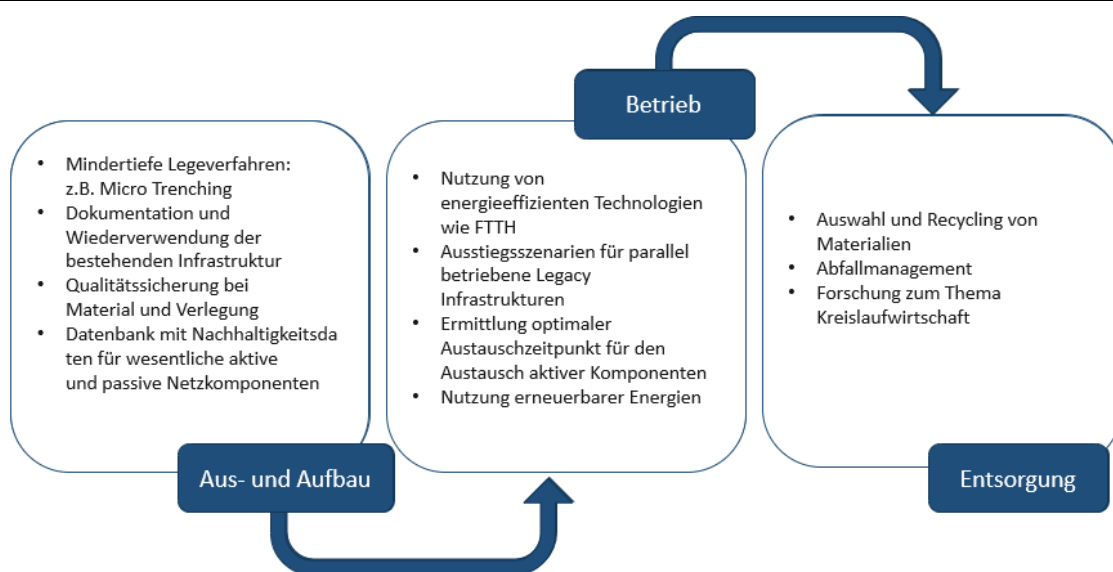 Mindertiefe Legeverfahren:
z.B. Micro Trenching
Dokumentation und
Wiederverwendung der
bestehenden Infrastruktur
Qualitätssicherung bei
Material und Verlegung
Datenbank mit Nachhaltigkeitsda
ten für wesentliche aktive
und passive Netzkomponenten
Aus- und Aufbau
Betrieb
Nutzung von
energieeffizienten Technologien
wie FTTH
Ausstiegsszenarien für parallel
betriebene Legacy
Infrastrukturen
Ermittlung optimaler
Austauschzeitpunkt für den
Austausch aktiver Komponenten
Nutzung erneuerbarer Energien
Auswahl und Recycling von
Materialien
Abfallmanagement
Forschung zum Thema
Kreislaufwirtschaft
Entsorgung